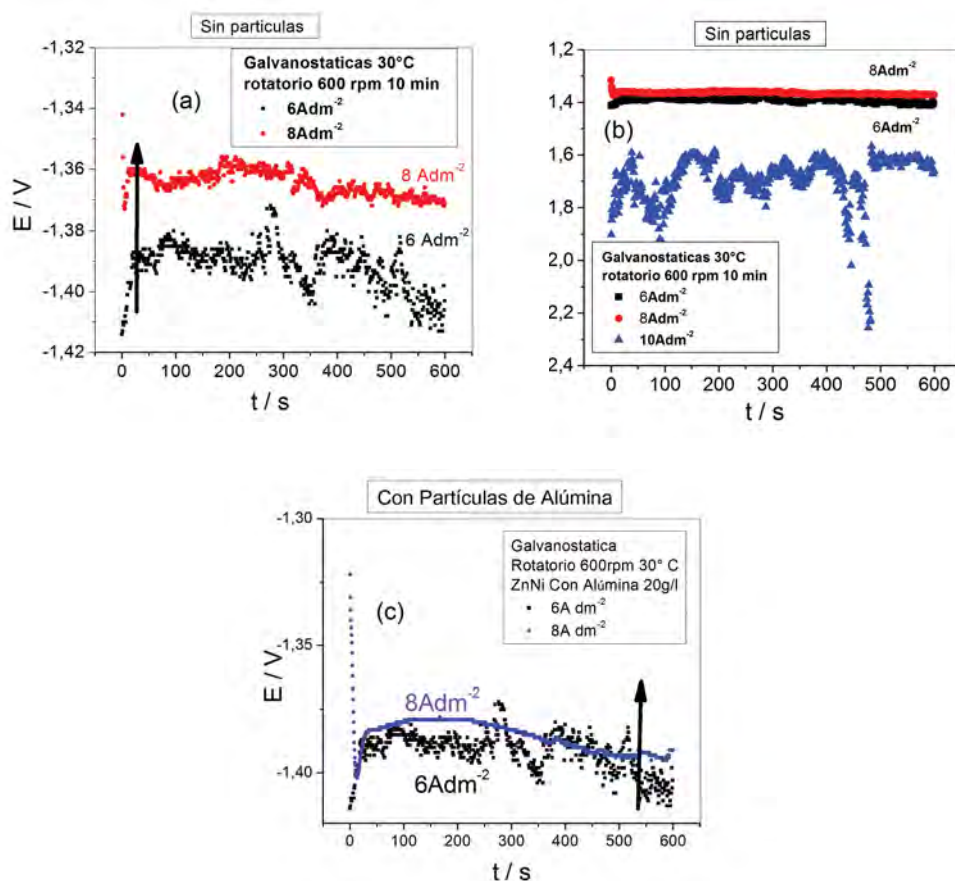 Sin particulas
-1,32
-1,34
-1,36
-1,38
-1,40
-1,42
E / V
(a)
Galvanostaticas 30°C
rotatorio 600 rpm 10 min
6Adm-2
8Adm-2
8 Adm-2
6 Adm-2
0 100 200 300 400 500 600
t / s
Sin particulas
1,2
1,4
1,6
1,8
2,0
2,2
2,4
8Adm-2
6Adm-2
(b)
Galvanostaticas 30°C
rotatorio 600 rpm 10 min
6Adm-2
8Adm-2
10Adm-2
0 100 200 300 400 500 600
t / s
Con Partículas de Alúmina
-1,30
-1,35
-1,40
E / V
(c)
Galvanostatica
Rotatorio 600rpm 30° C
ZnNi Con Alúmina 20g/l
6A dm-2
8A dm-2
8Adm-2
6Adm-2
0 100 200 300 400 500 600
t / s